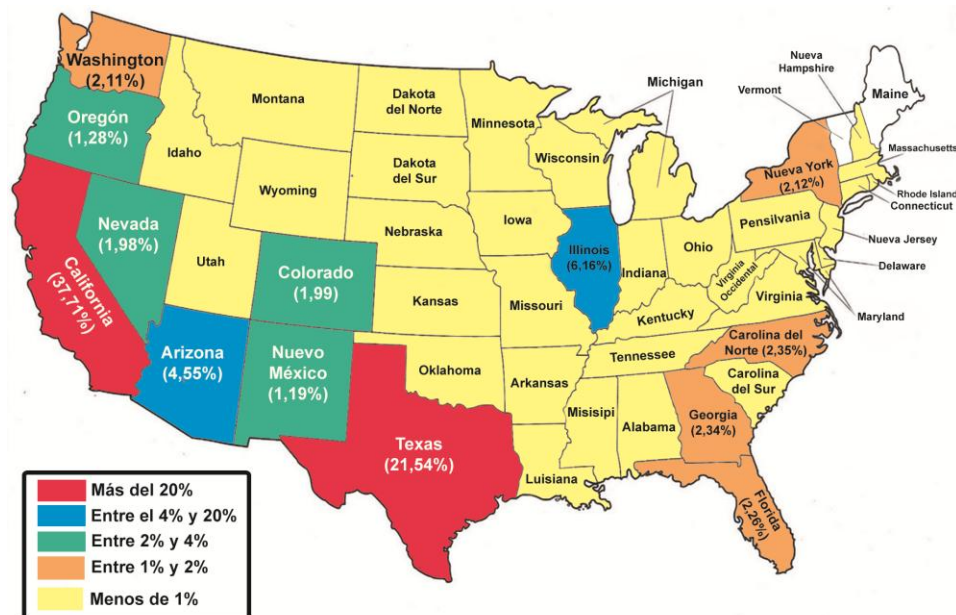 Washington
(2,11%)
Oregón
(1,28%)
California
(37,71%)
Nevada
(1,98%)
Idaho
Montana
Wyoming
Utah
Arizona
(4,55%)
Colorado
(1,99)
Nuevo
México
(1,19%)
Dakota
del Norte
Dakota
del Sur
Nebraska
Kansas
Oklahoma
Texas
(21,54%)
Minnesota
Iowa
Missouri
Arkansas
Luisiana
Wisconsin
Illinois
(6,16%)
Michigan
Indiana
Ohio
Kentucky
Tennessee
Misisipi
Alabama
Georgia
(2,34%)
Florida
(2,26%)
Carolina
del Sur
Carolina del
Norte (2,35%)
Virginia
Virginia
Occidental
Pensilvania
Nueva York
(2,12%)
Vermont
Nueva
Hampshire
Maine
Massachusetts
Rhode Island
Connecticut
Nueva Jersey
Delaware
Maryland
Más del 20%
Entre el 4% y 20%
Entre 2% y 4%
Entre 1% y 2%
Menos de 1%